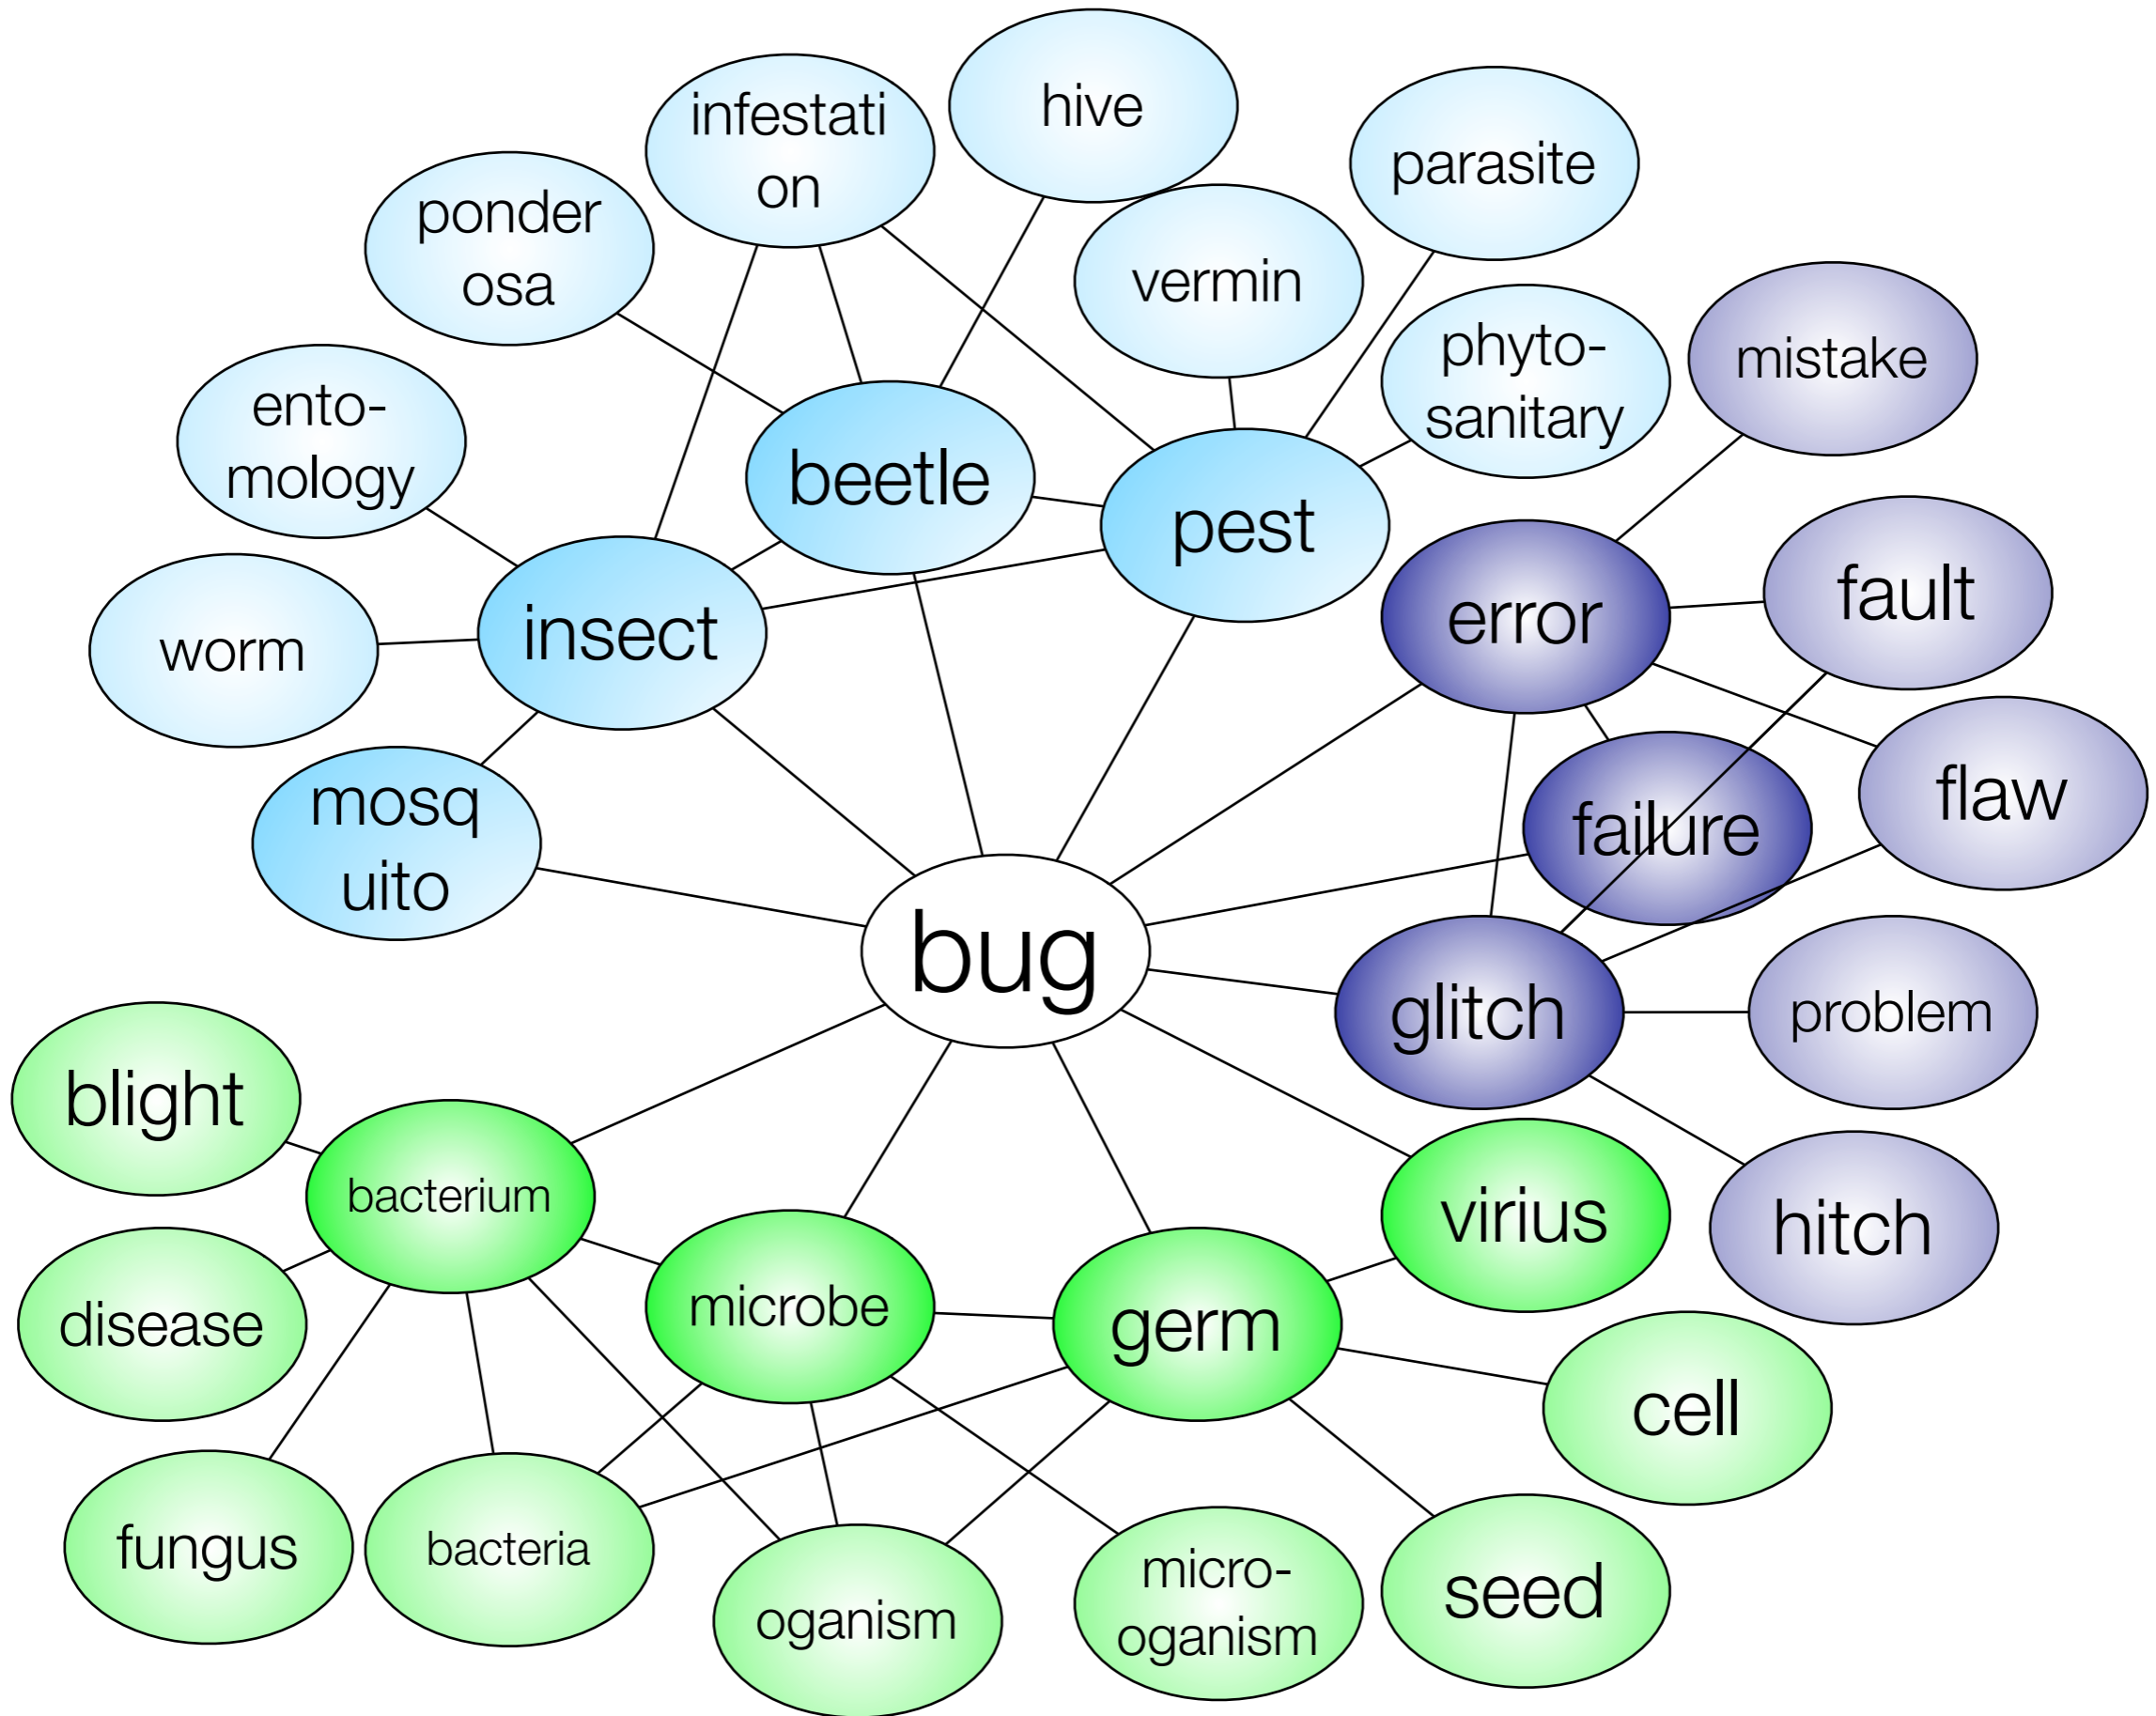 hive
infestati
on
parasite
ponder
osa
vermin
phyto-
sanitary
mistake
ento-
mology
beetle
pest
error
fault
worm
insect
mosq
uito
failure
flaw
bug
glitch
problem
blight
bacterium
virius
hitch
disease
microbe
germ
cell
fungus
bacteria
oganism
micro-
oganism
seed